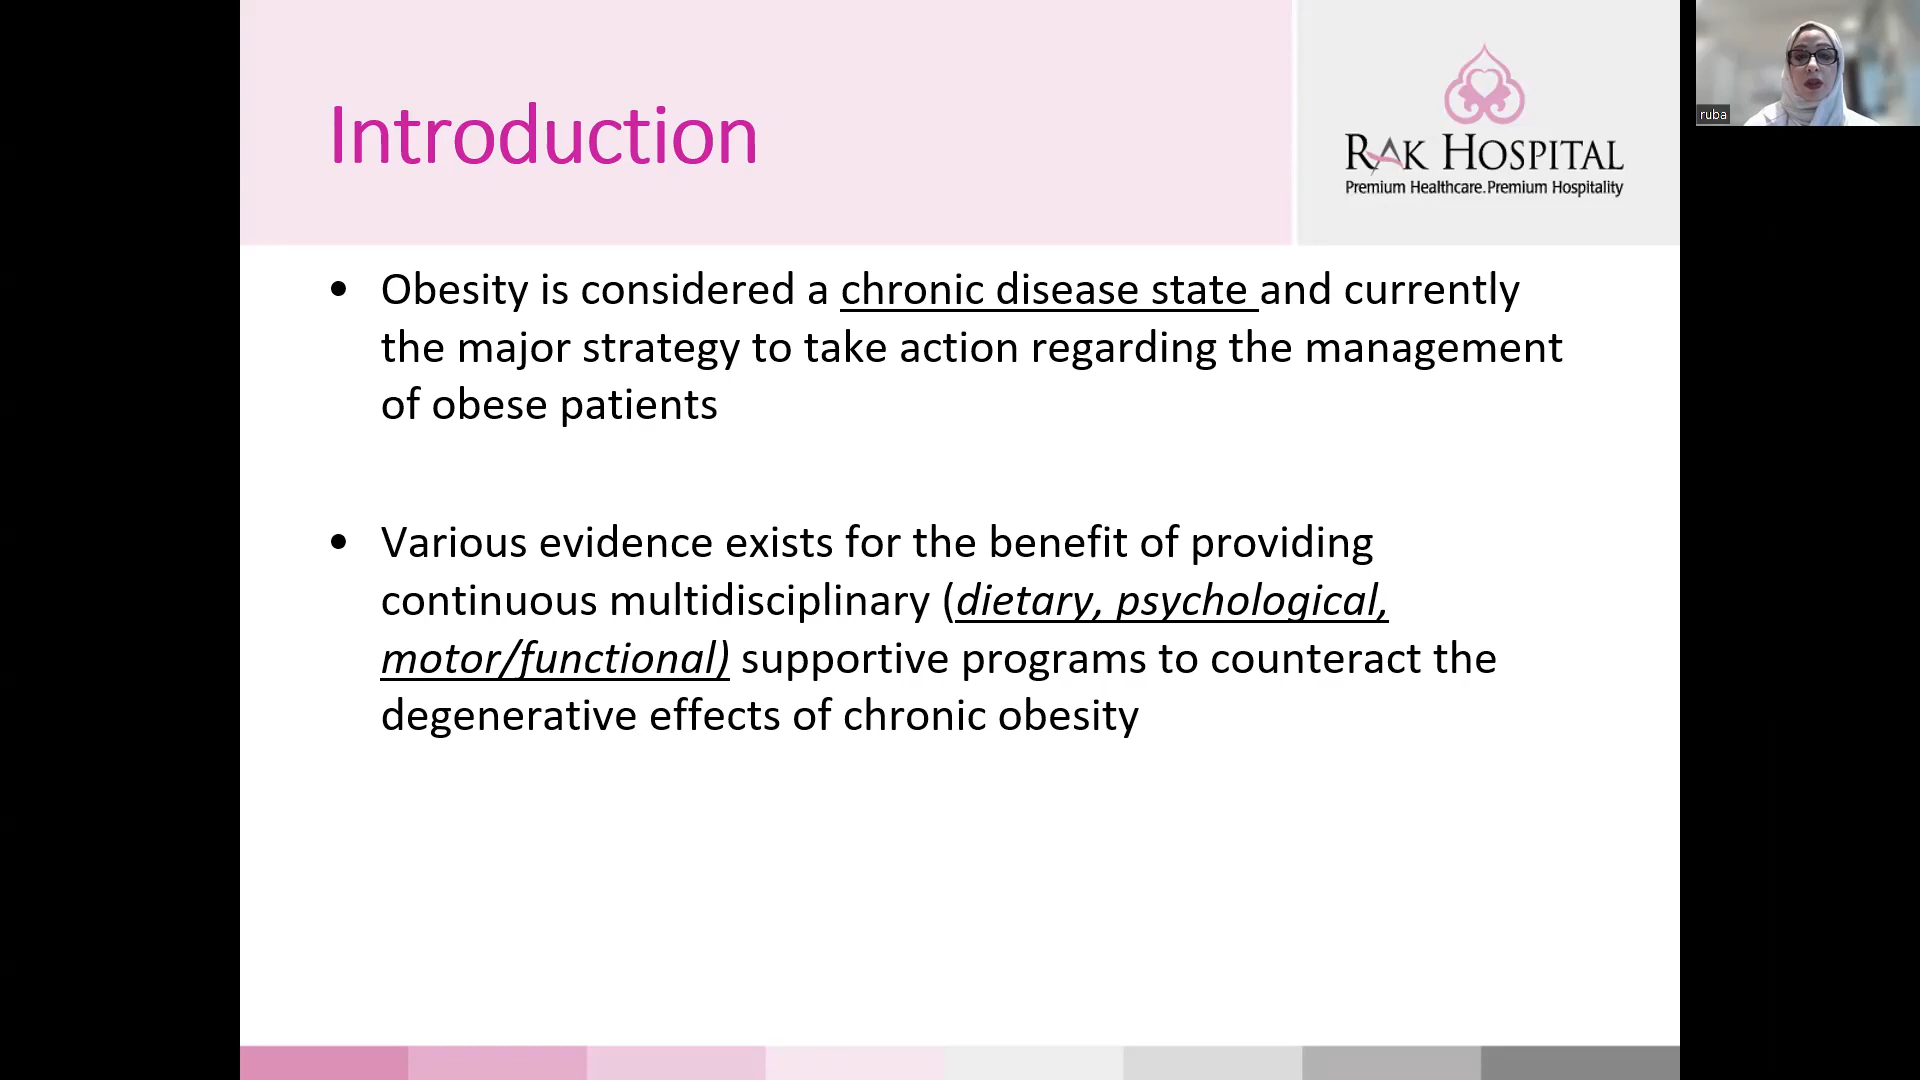 Introduction
RAK HOSPITAL
Premium Healthcare.Premium Hospitality
ruba
• Obesity is considered a chronic disease state and currently
the major strategy to take action regarding the management
of obese patients
• Various evidence exists for the benefit of providing
continuous multidisciplinary (dietary, psychological,
motor/functional) supportive programs to counteract the
degenerative effects of chronic obesity